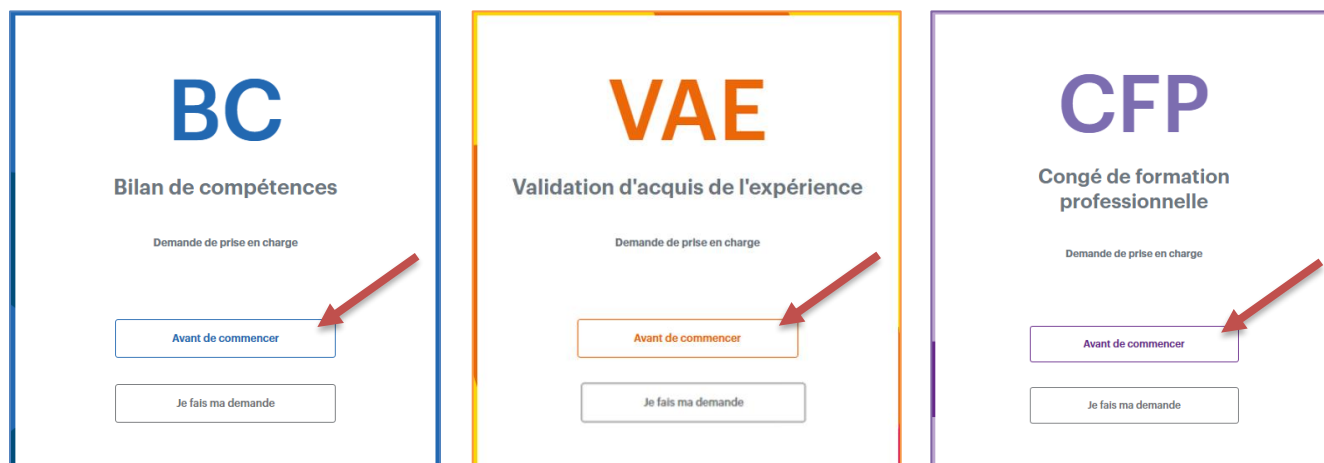 BC
Bilan de compétences
Demande de prise en charge
Avant de commencer
Je fais ma demande
VAE
Validation d'acquis de l'expérience
Demande de prise en charge
Avant de commencer
Je fais ma demande
CFP
Congé de formation
professionnelle
Demande de prise en charge
Avant de commencer
Je fais ma demande